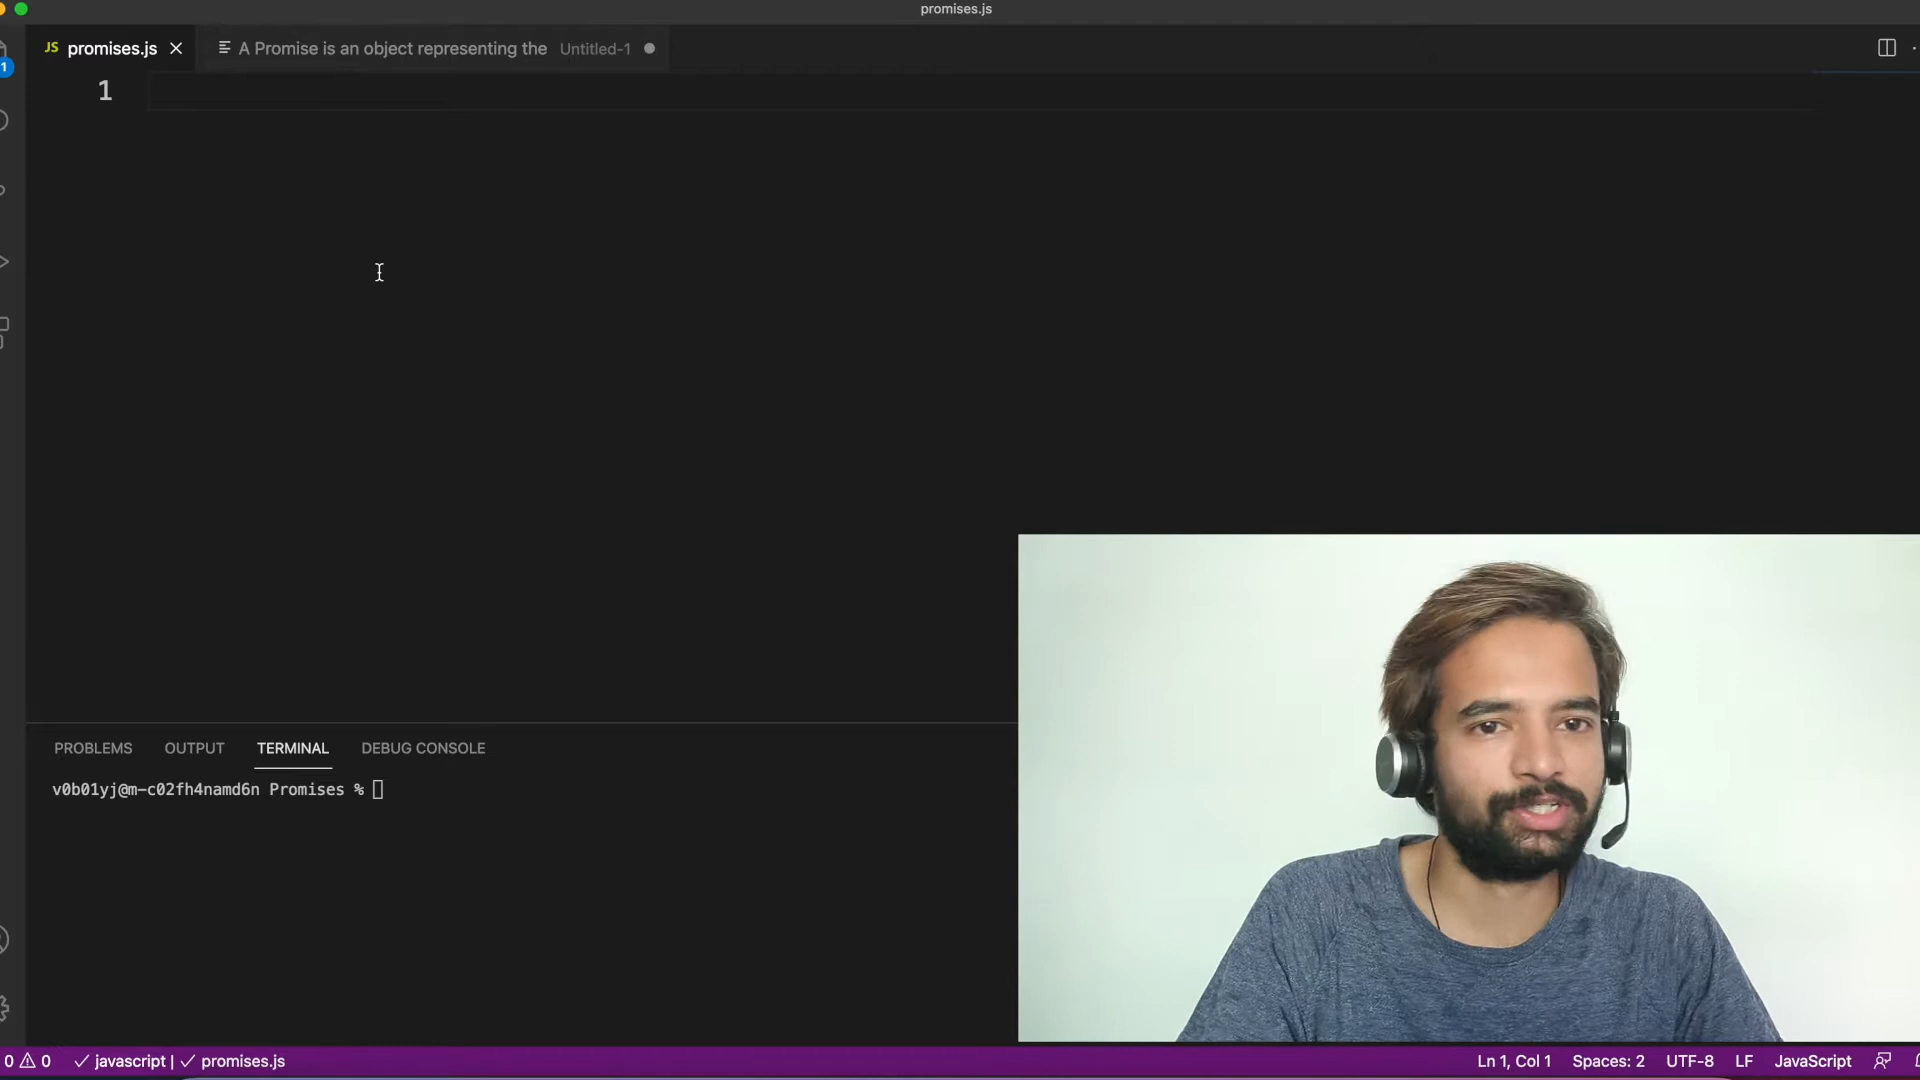 promises.js
JS promises.js
A Promise is an object representing the Untitled-1
1
1
PROBLEMS OUTPUT TERMINAL DEBUG CONSOLE
v0b01yj@m-c02fh4namd6n Promises %
0 0 javascript | promises.js Ln 1, Col 1 Spaces: 2 UTF-8 LF JavaScript